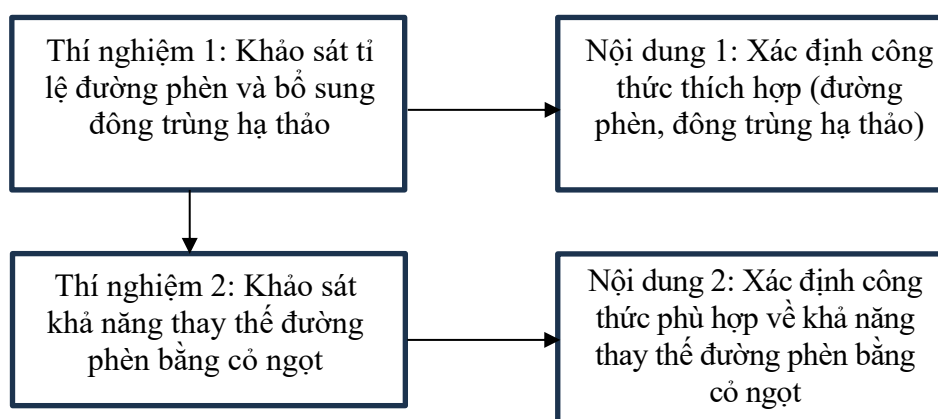 Thí nghiệm 1: Khảo sát tỉ
lệ đường phèn và bổ sung
đông trùng hạ thảo
Nội dung 1: Xác định công
thức thích hợp (đường
phèn, đông trùng hạ thảo)
Thí nghiệm 2: Khảo sát
khả năng thay thế đường
phèn bằng cỏ ngọt
Nội dung 2: Xác định công
thức phù hợp về khả năng
thay thế đường phèn bằng
cỏ ngọt